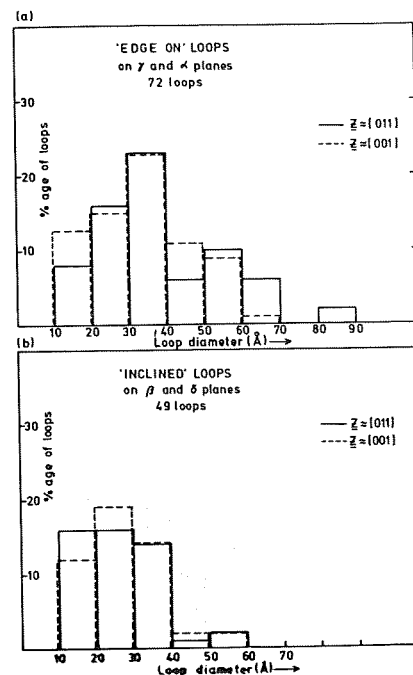 (a)
'EDGE ON' LOOPS
on γ and α planes
72 loops
30
20
10
% age of loops
Z ≈ [011]
Z ≈ [001]
10 20 30 40 50 60 70 80 90
Loop diameter (Å) →
(b)
'INCLINED' LOOPS
on β and δ planes
49 loops
30
20
10
% age of loops
Z ≈ [011]
Z ≈ [001]
10 20 30 40 50 60 70
Loop diameter (Å) →